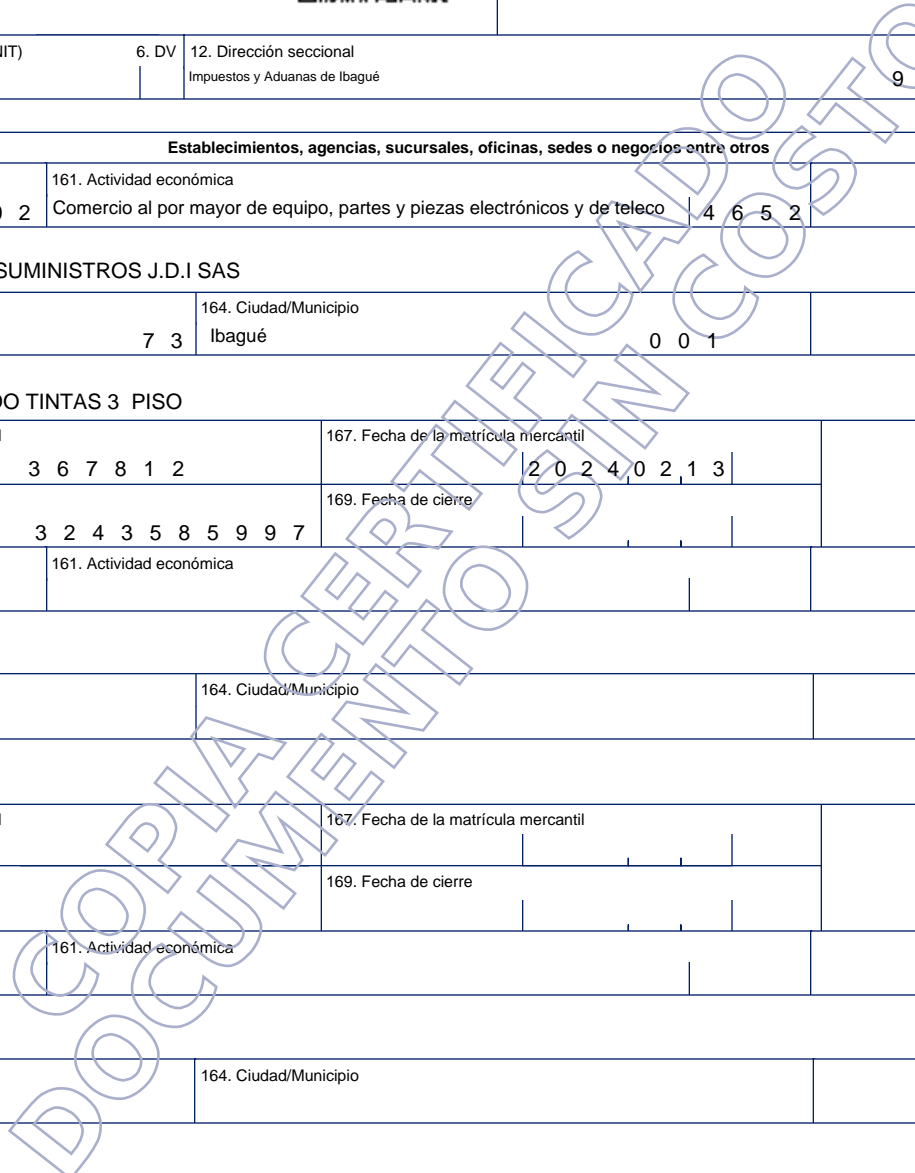 NIT) 6. DV 12. Dirección seccional
Impuestos y Aduanas de Ibagué 9
Establecimientos, agencias, sucursales, oficinas, sedes o negocios entre otros
161. Actividad económica
2 Comercio al por mayor de equipo, partes y piezas electrónicos y de teleco 4 6 5 2
SUMINISTROS J.D.I SAS
164. Ciudad/Municipio
7 3 Ibagué 0 0 1
DO TINTAS 3 PISO
167. Fecha de la matrícula mercantil
3 6 7 8 1 2 2 0 2 4 0 2 1 3
169. Fecha de cierre
3 2 4 3 5 8 5 9 9 7
161. Actividad económica
164. Ciudad/Municipio
167. Fecha de la matrícula mercantil
169. Fecha de cierre
161. Actividad económica
164. Ciudad/Municipio
COPIA CERTIFICADO
DOCUMENTO SIN COSTO